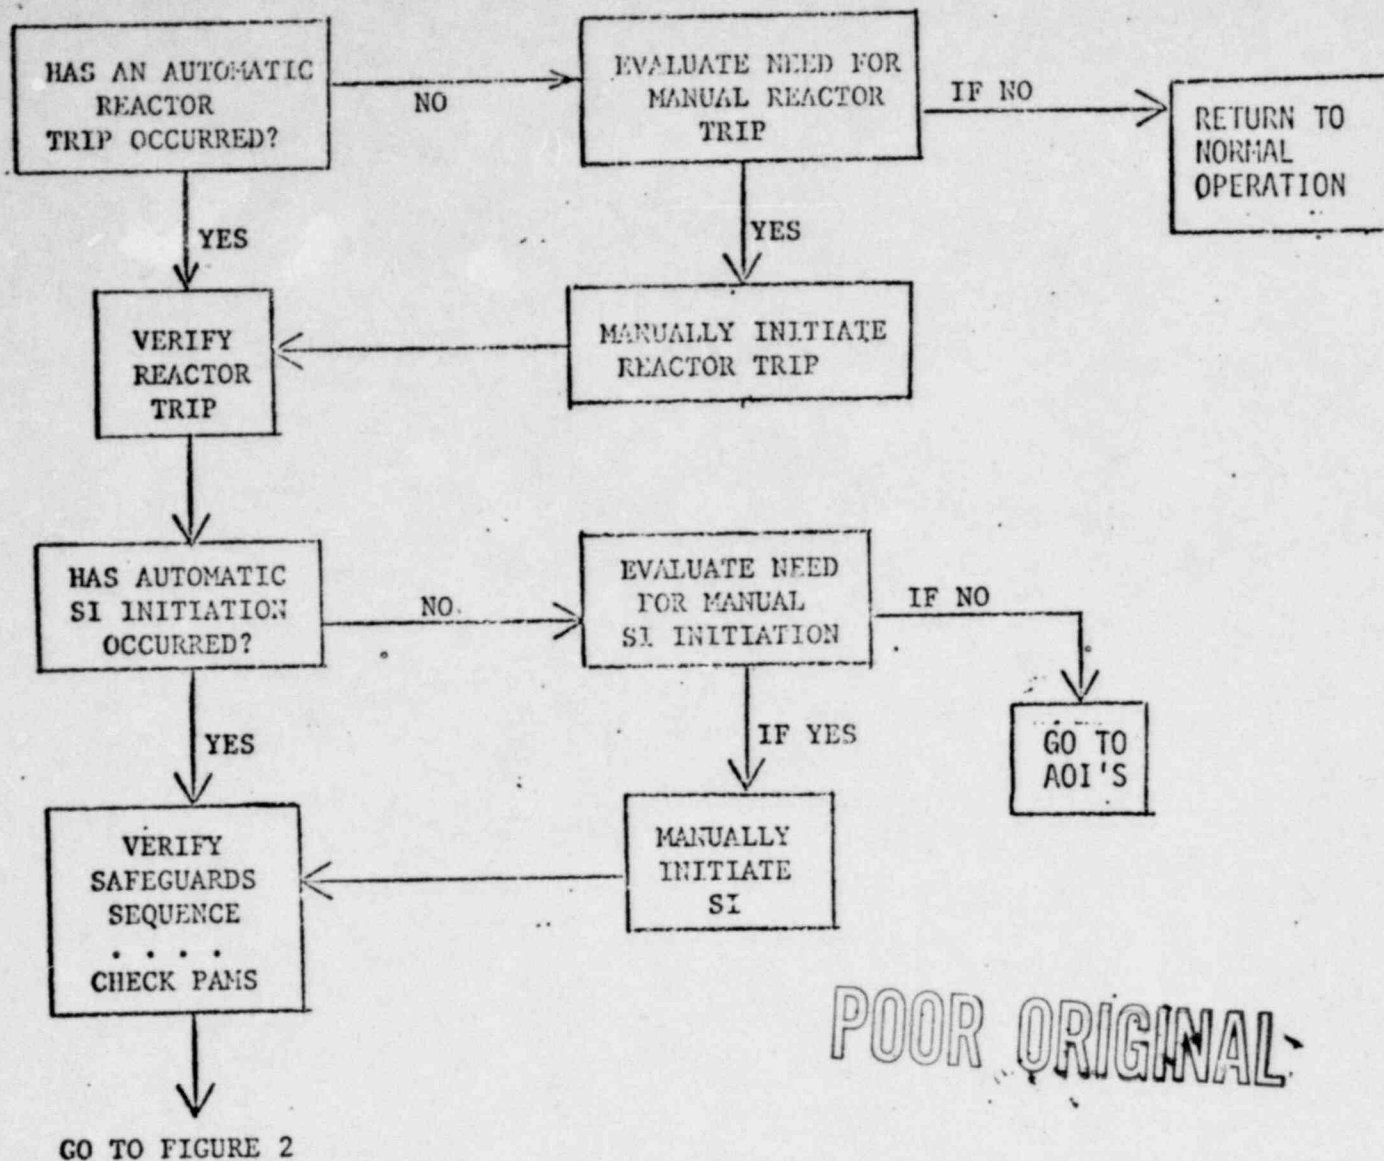 HAS AN AUTOMATIC
REACTOR
TRIP OCCURRED?
NO
EVALUATE NEED FOR
MANUAL REACTOR
TRIP
IF NO
RETURN TO
NORMAL
OPERATION
YES
YES
VERIFY
REACTOR
TRIP
MANUALLY INITIATE
REACTOR TRIP
HAS AUTOMATIC
SI INITIATION
OCCURRED?
NO
EVALUATE NEED
FOR MANUAL
SI INITIATION
IF NO
YES
IF YES
GO TO
AOI'S
VERIFY
SAFEGUARDS
SEQUENCE
. . . .
CHECK PAMS
MANUALLY
INITIATE
SI
POOR ORIGINAL
GO TO FIGURE 2